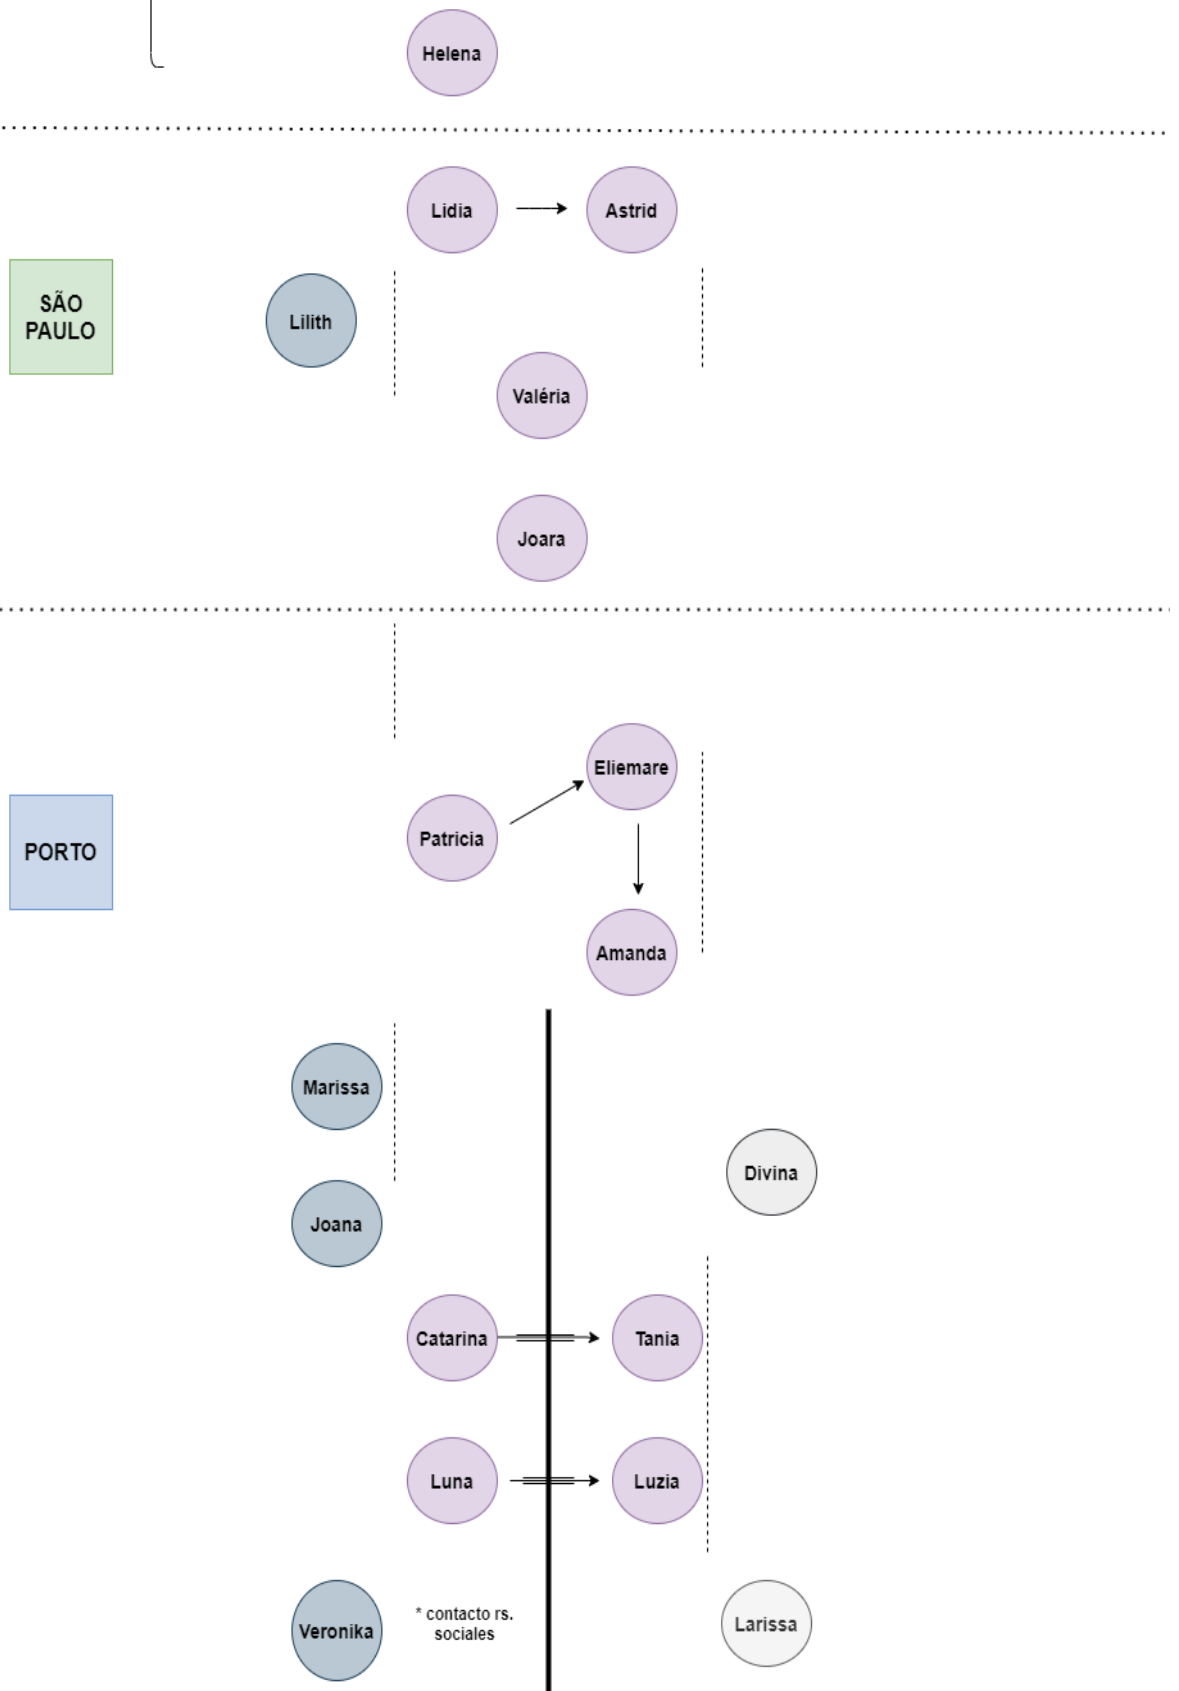 Helena
Lidia
Astrid
SÃO
PAULO
Lilith
Valéria
Joara
Eliemare
PORTO
Patricia
Amanda
Marissa
Divina
Joana
Catarina
Tania
Luna
Luzia
Veronika
* contacto rs.
sociales
Larissa